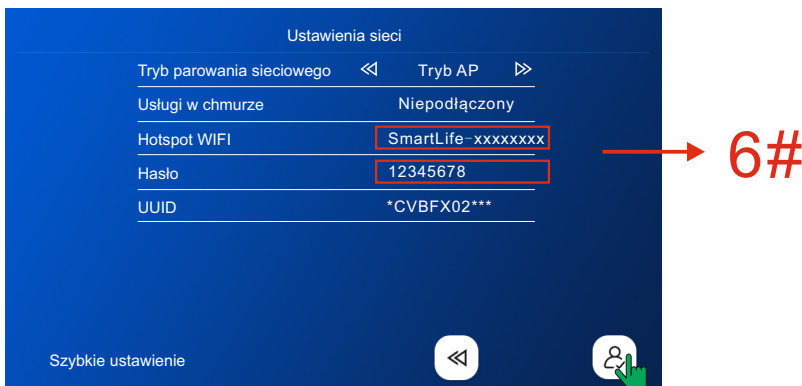 Ustawienia sieci
Tryb parowania sieciowego Tryb AP
Usługi w chmurze Niepodłączony
Hotspot WIFI SmartLife-xxxxxxxx
Hasło 12345678
UUID *CVBFX02***
6#
Szybkie ustawienie